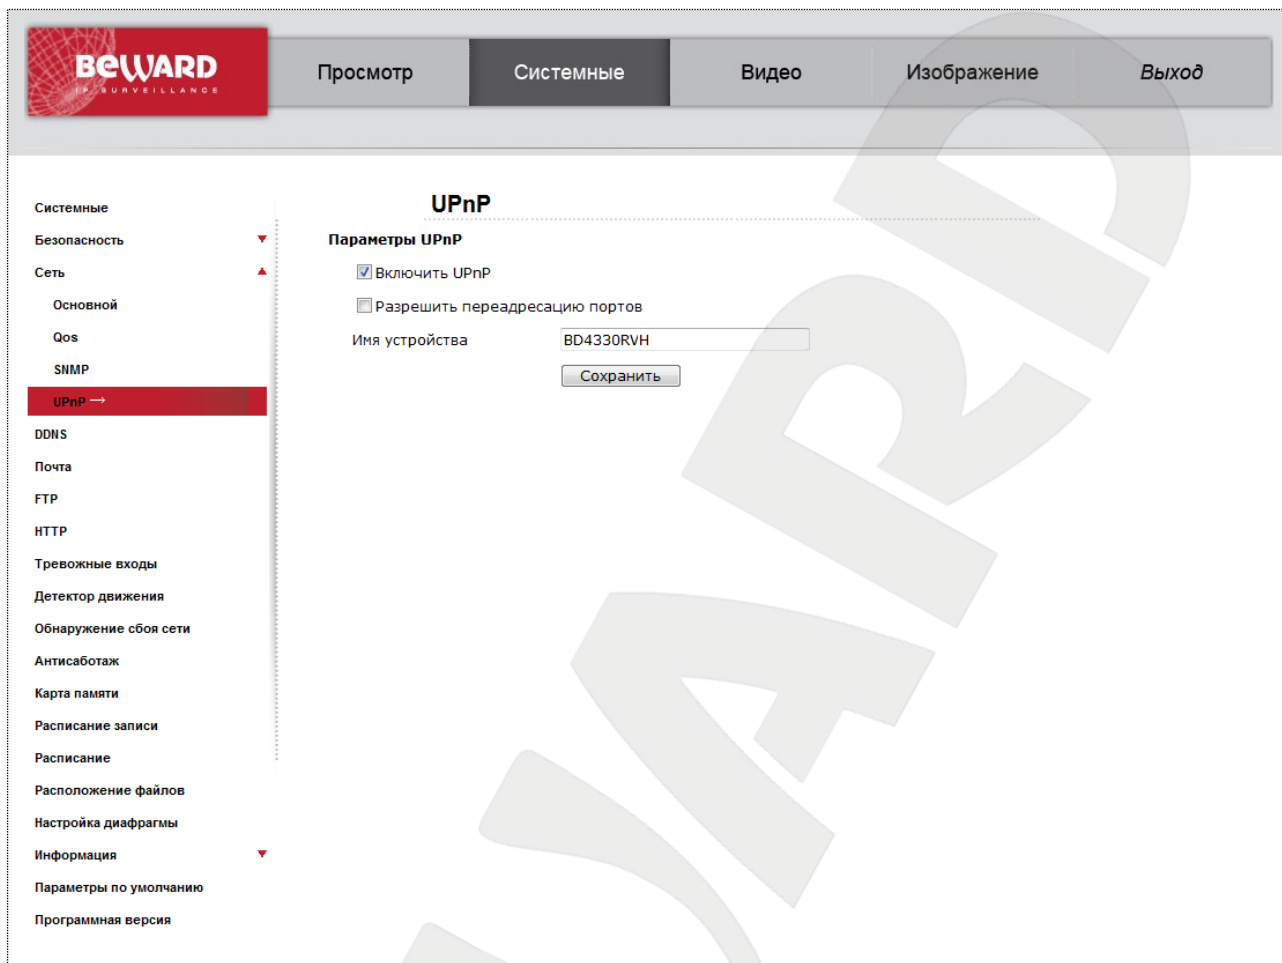 BEWARD
IP SURVEILLANCE
Просмотр
Системные
Видео
Изображение
Выход
Системные
Безопасность
Сеть
Основной
Qos
SNMP
UPnP →
DDNS
Почта
FTP
HTTP
Тревожные входы
Детектор движения
Обнаружение сбоя сети
Антисаботаж
Карта памяти
Расписание записи
Расписание
Расположение файлов
Настройка диафрагмы
Информация
Параметры по умолчанию
Программная версия
UPnP
Параметры UPnP
Включить UPnP
Разрешить переадресацию портов
Имя устройства BD4330RVH
Сохранить
WARD